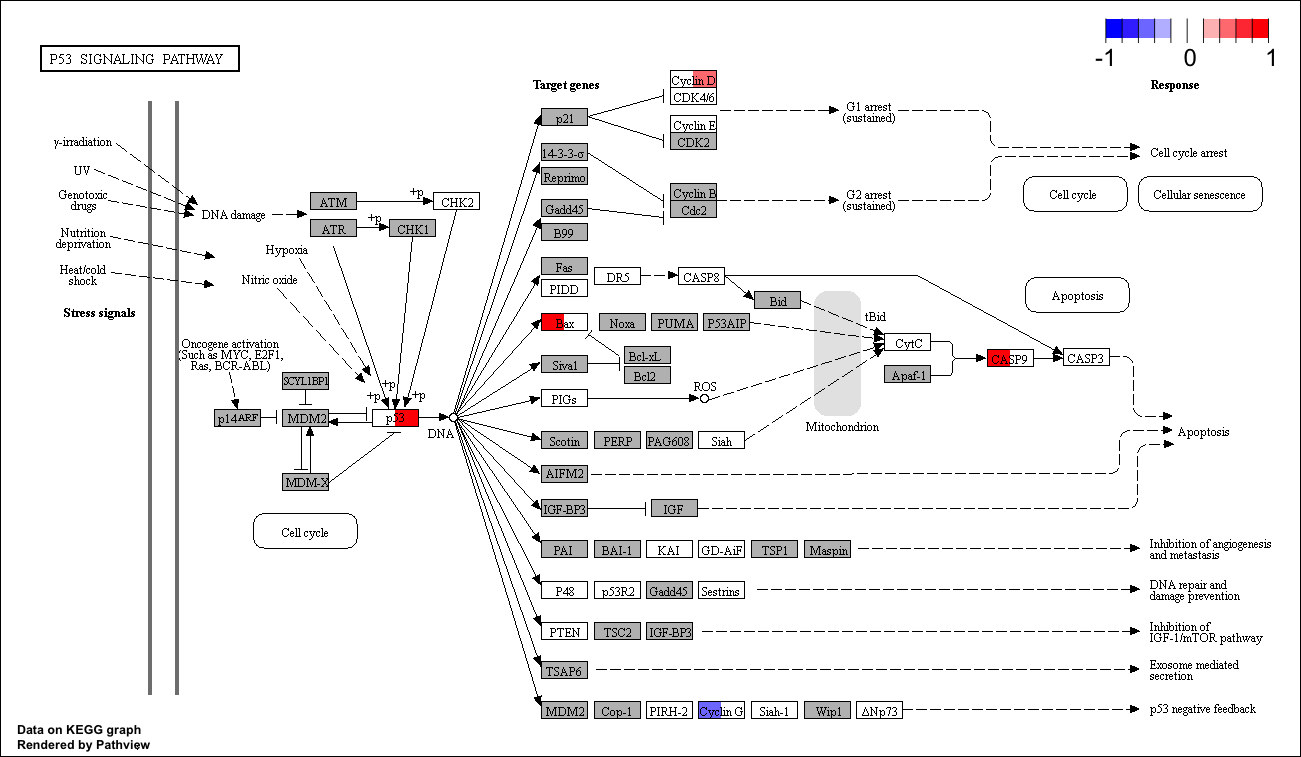 -1 0 1
P53 SIGNALING PATHWAY
Target genes
Response
Cyclin D
CDK4/6
p21
G1 arrest
(sustained)
Cyclin E
CDK2
γ-irradiation
UV
Genotoxic
drugs
Nutrition
deprivation
Heat/cold
shock
Stress signals
DNA damage
ATM
+p
CHK2
ATR
+p
CHK1
Hypoxia
Nitric oxide
14-3-3-σ
Reprimo
Cyclin B
Cdc2
G2 arrest
(sustained)
Cell cycle arrest
Cell cycle
Cellular senescence
Gadd45
B99
Fas
PIDD
DR5
CASP8
Bid
tBid
Apoptosis
Bax
Noxa
PUMA
P53AIP
CytC
CASP9
CASP3
Apaf-1
Siva1
Bcl-xL
Bcl2
PIGs
ROS
Mitochondrion
Oncogene activation
(Such as MYC, E2F1,
Ras, BCR-ABL)
SCYL1BP1
+p
+p
+p
p14ARF
MDM2
p53
DNA
MDM-X
Cell cycle
Scotin
PERP
PAG608
Siah
Apoptosis
AIFM2
IGF-BP3
IGF
PAI
BAI-1
KAI
GD-AiF
TSP1
Maspin
Inhibition of angiogenesis
and metastasis
P48
p53R2
Gadd45
Sestrins
DNA repair and
damage prevention
PTEN
TSC2
IGF-BP3
Inhibition of
IGF-1/mTOR pathway
TSAP6
Exosome mediated
secretion
MDM2
Cop-1
PIRH-2
Cyclin G
Siah-1
Wip1
ΔNp73
p53 negative feedback
Data on KEGG graph
Rendered by Pathview